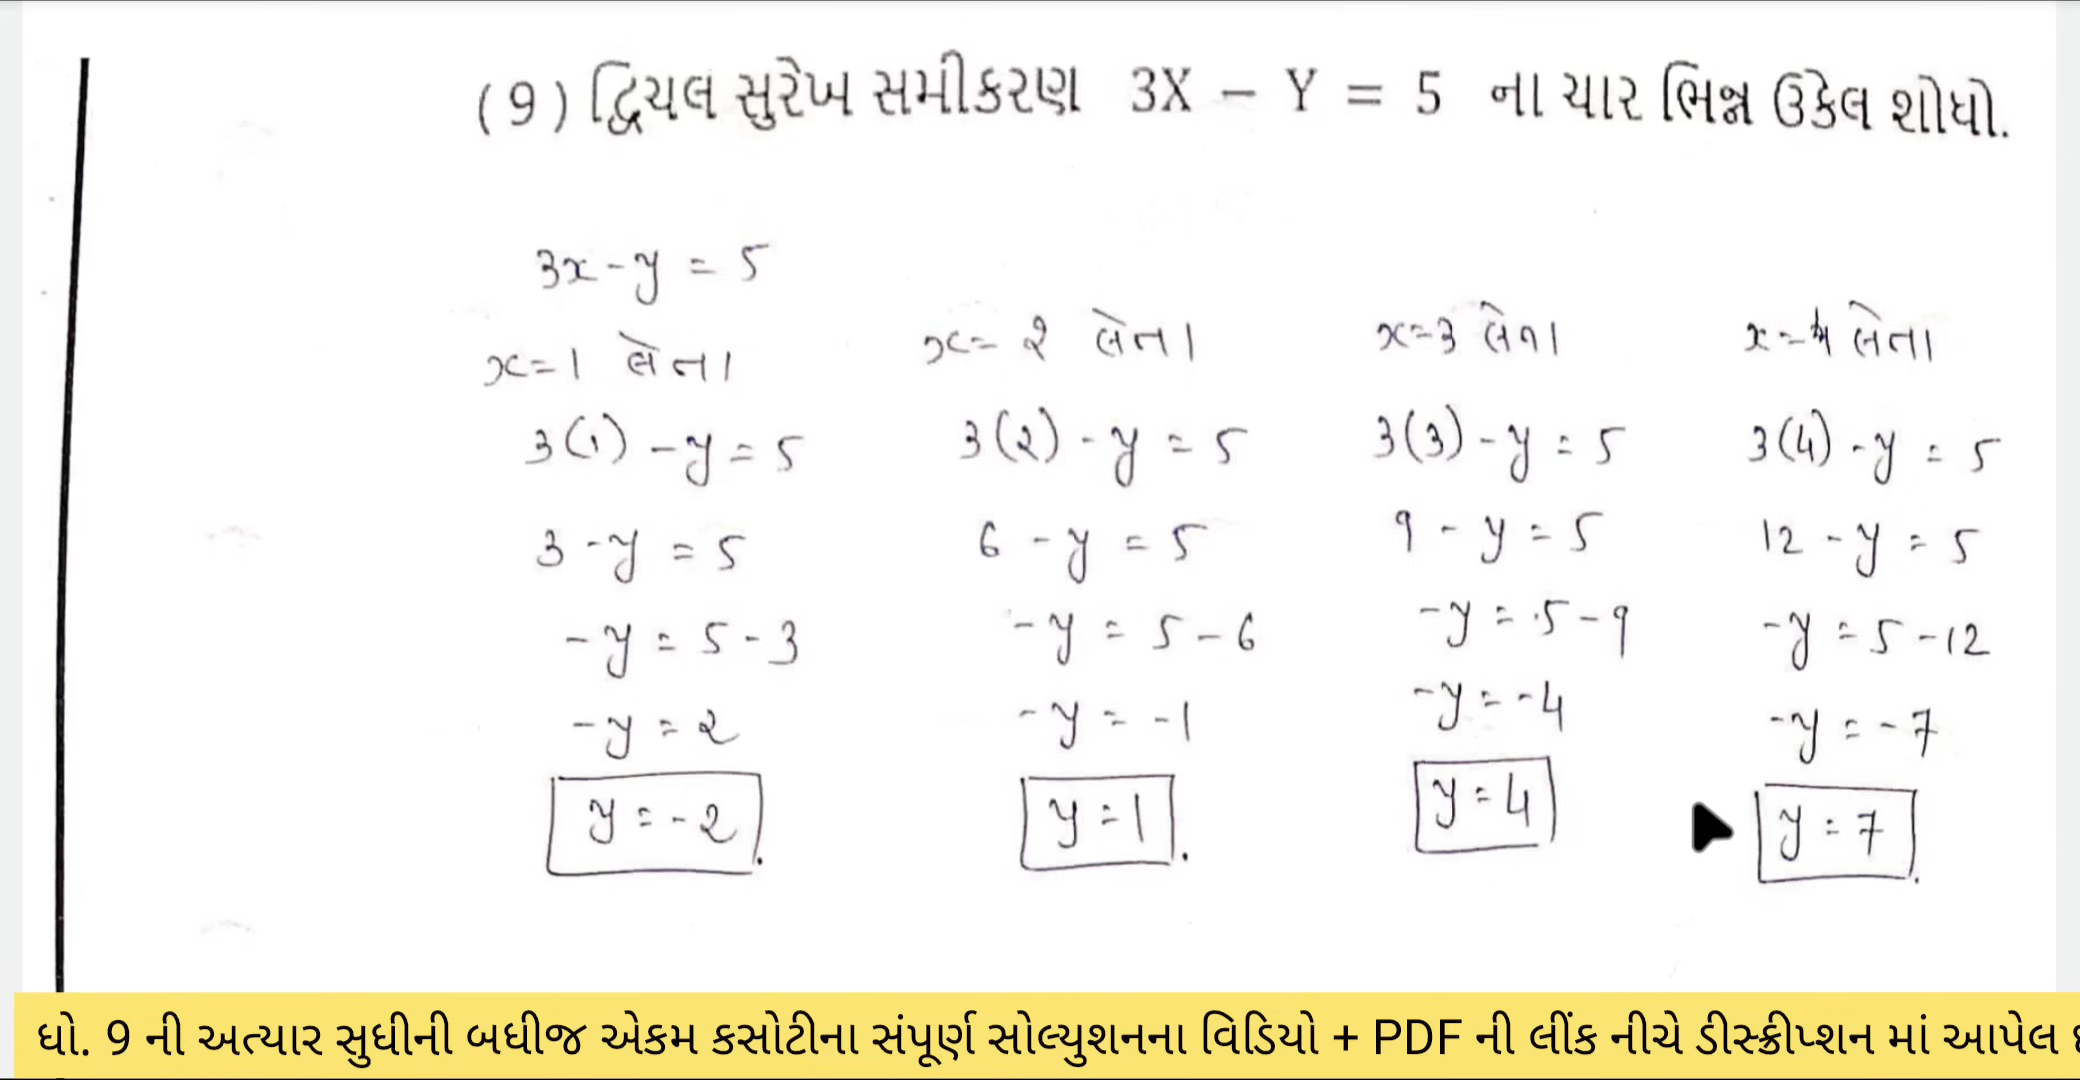 (9) દ્વિચલ સુરેખ સમીકરણ 3X − Y = 5 ના ચાર ભિન્ન ઉકેલ શોધો.
3x - y = 5
x = 1 લેતા
3(1) - y = 5
3 - y = 5
- y = 5 - 3
- y = 2
y = - 2
x = 2 લેતા
3(2) - y = 5
6 - y = 5
- y = 5 - 6
- y = - 1
y = 1
x = 3 લેતા
3(3) - y = 5
9 - y = 5
- y = 5 - 9
- y = - 4
y = 4
x = 4 લેતા
3(4) - y = 5
12 - y = 5
- y = 5 - 12
- y = - 7
y = 7
ધો. 9 ની અત્યાર સુધીની બધીજ એકમ કસોટીના સંપૂર્ણ સોલ્યુશનના વિડિયો + PDF ની લીંક નીચે ડીસ્ક્રીપ્શન માં આપેલ